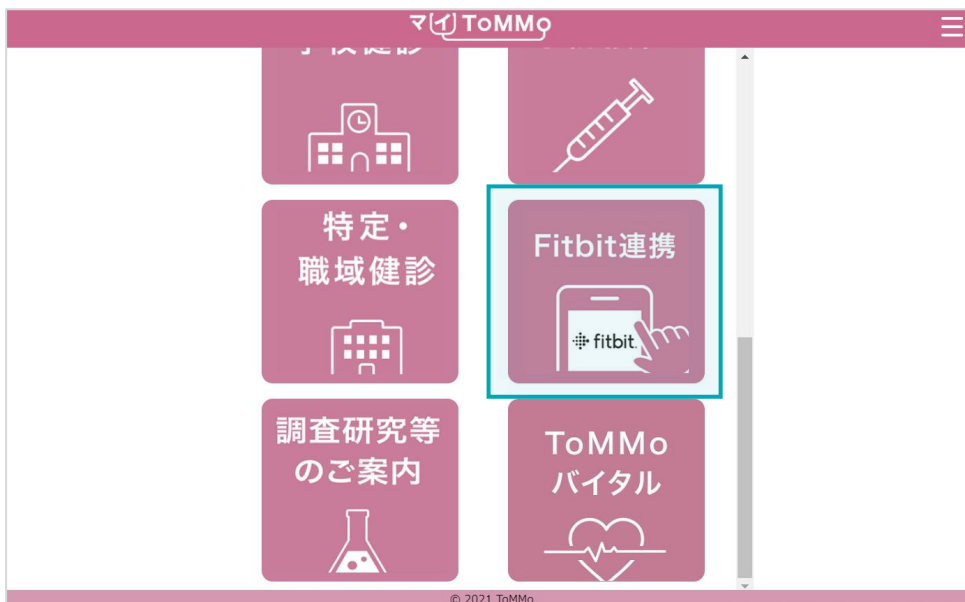 マイToMMo
特定・
職域健診
Fitbit連携
fitbit.
調査研究等
のご案内
ToMMo
バイタル
© 2021 ToMMo